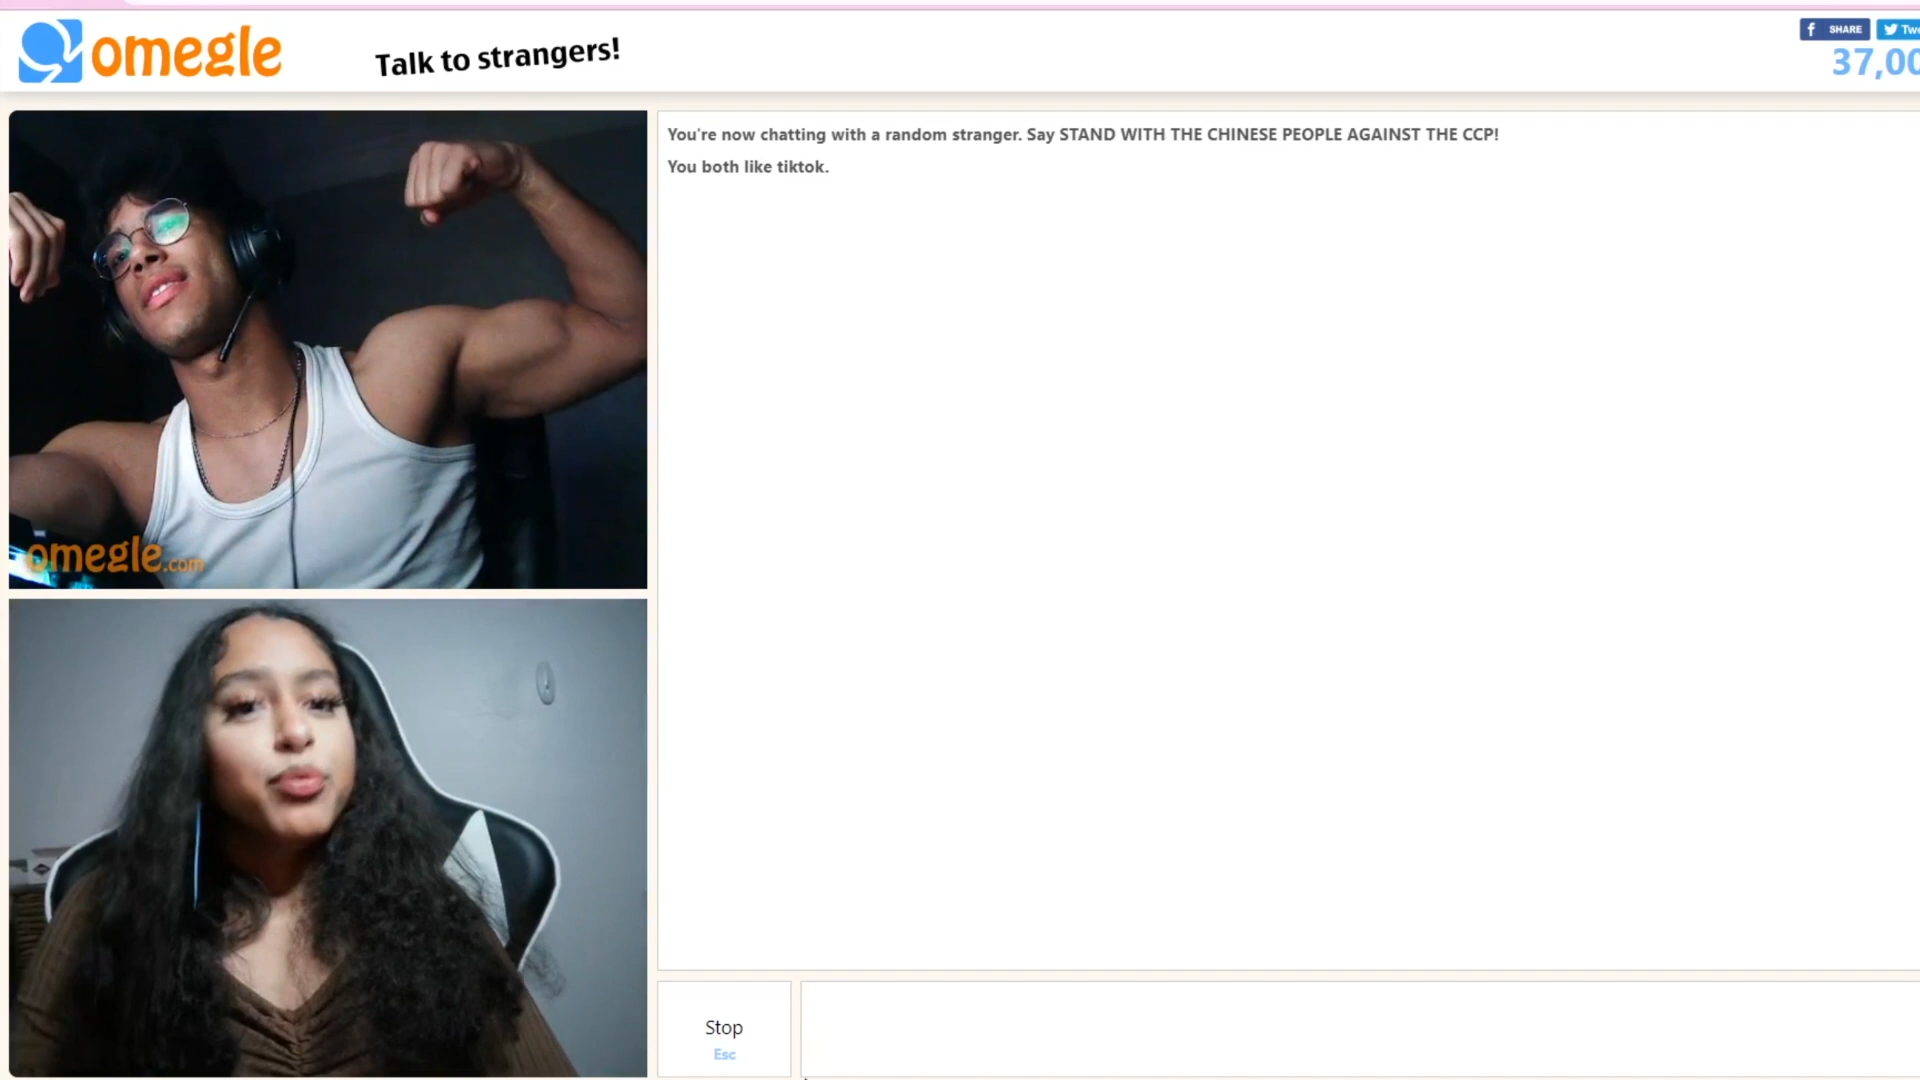 omegle
Talk to strangers!
SHARE
37,00
You're now chatting with a random stranger. Say STAND WITH THE CHINESE PEOPLE AGAINST THE CCP!
You both like tiktok.
omegle.com
Stop
Esc